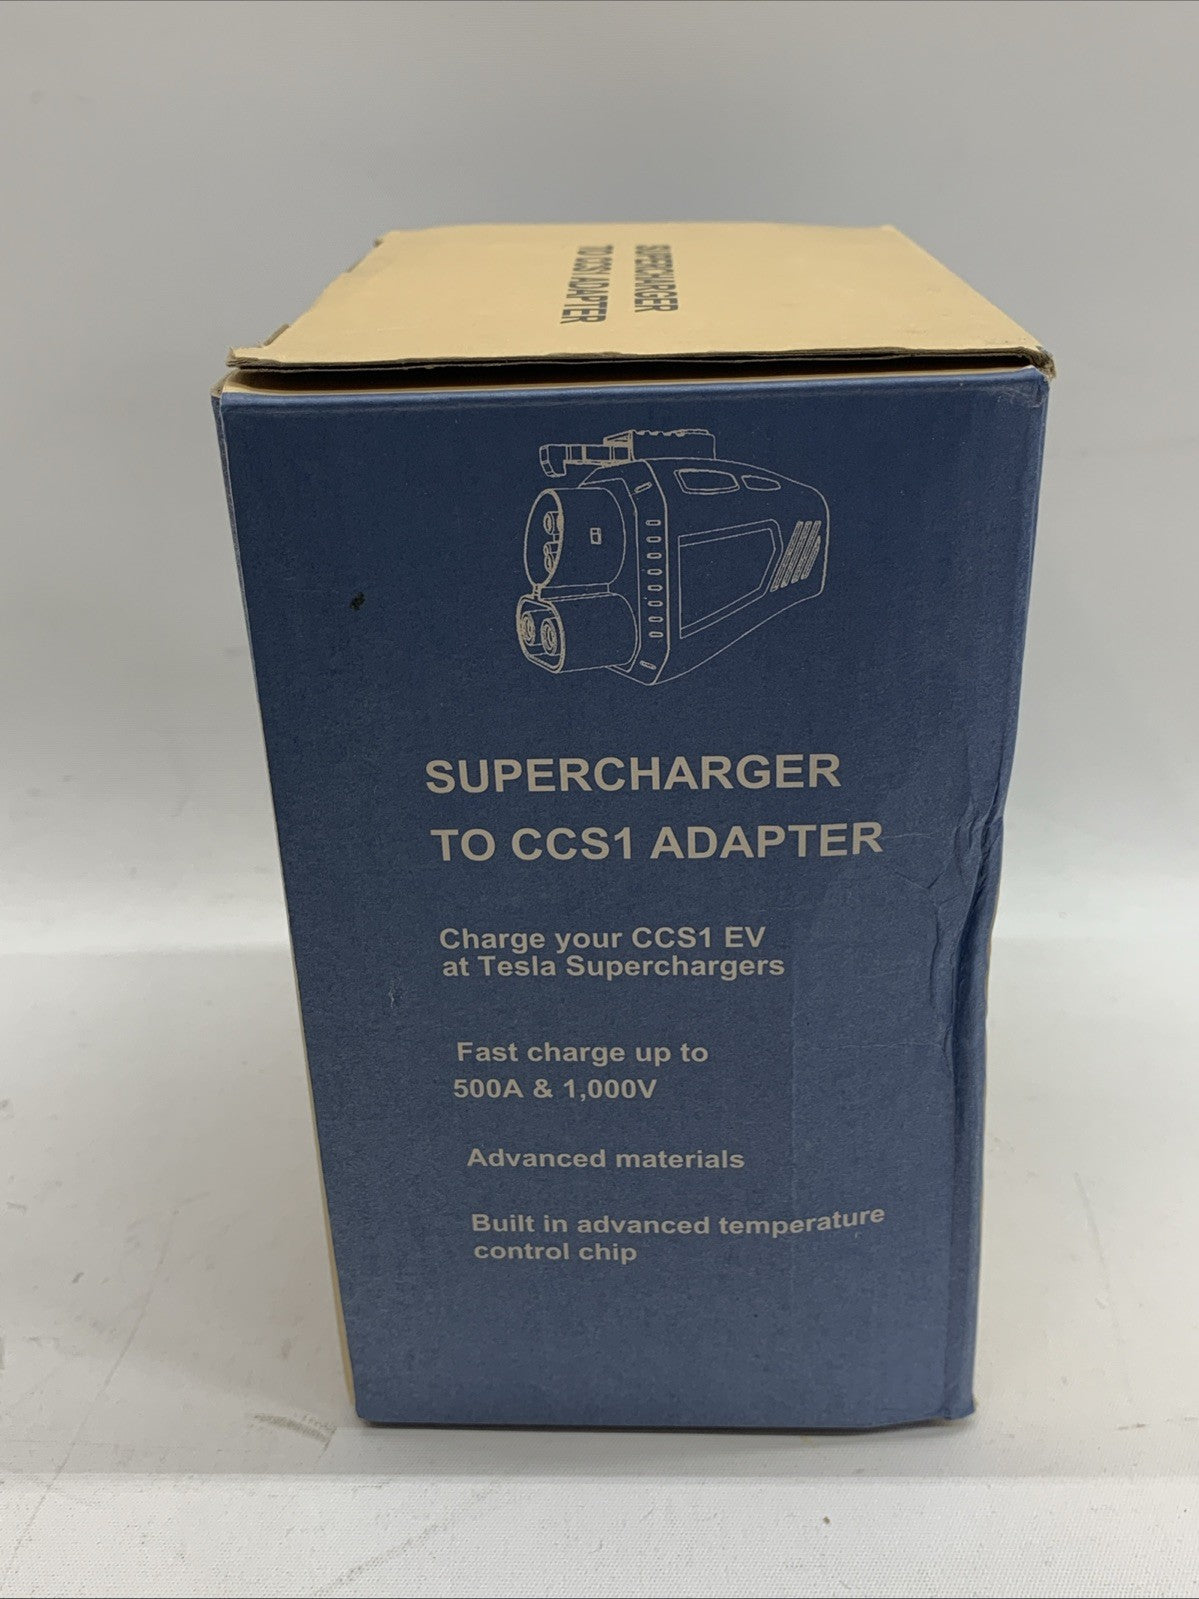 SUPERCHARGER
TO CCS1 ADAPTER
SUPERCHARGER
TO CCS1 ADAPTER
Charge your CCS1 EV
at Tesla Superchargers
Fast charge up to
500A & 1,000V
Advanced materials
Built in advanced temperature
control chip